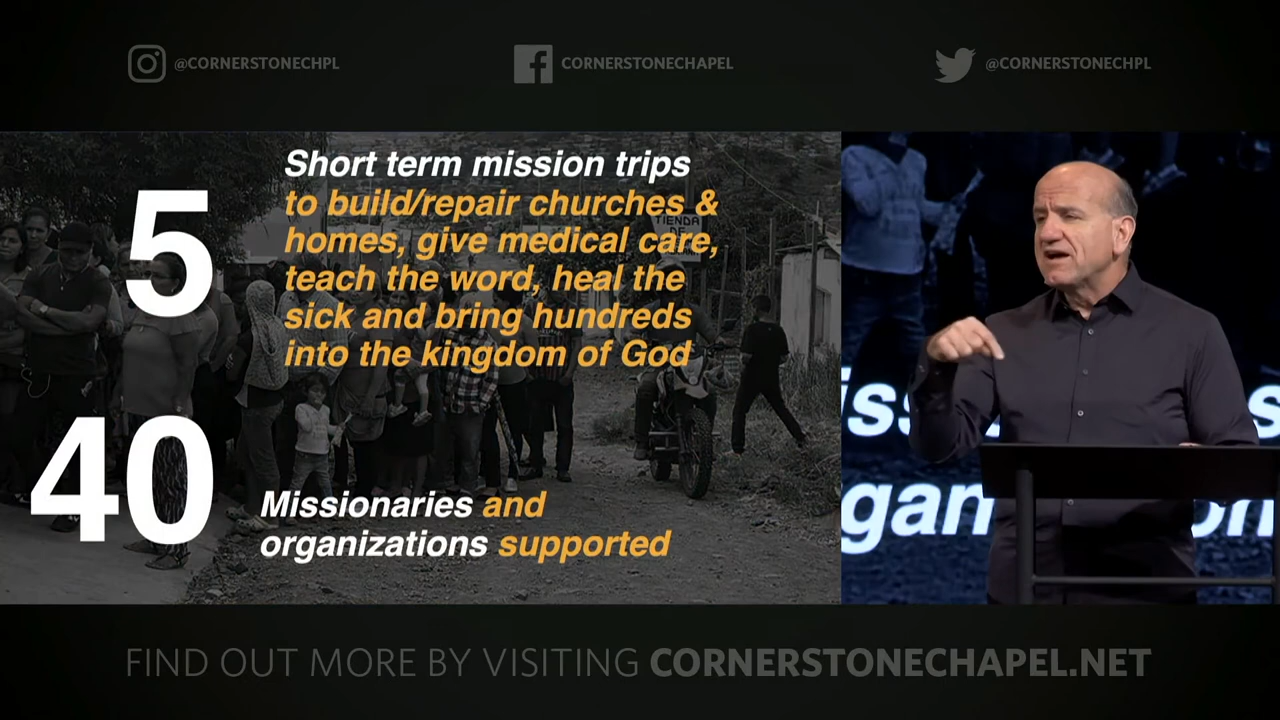 @CORNERSTONECHPL
CORNERSTONECHAPEL
@CORNERSTONECHPL
5
Short term mission trips
to build/repair churches &
homes, give medical care,
teach the word, heal the
sick and bring hundreds
into the kingdom of God
TIENDA
DE
40
Missionaries and
organizations supported
FIND OUT MORE BY VISITING CORNERSTONECHAPEL.NET